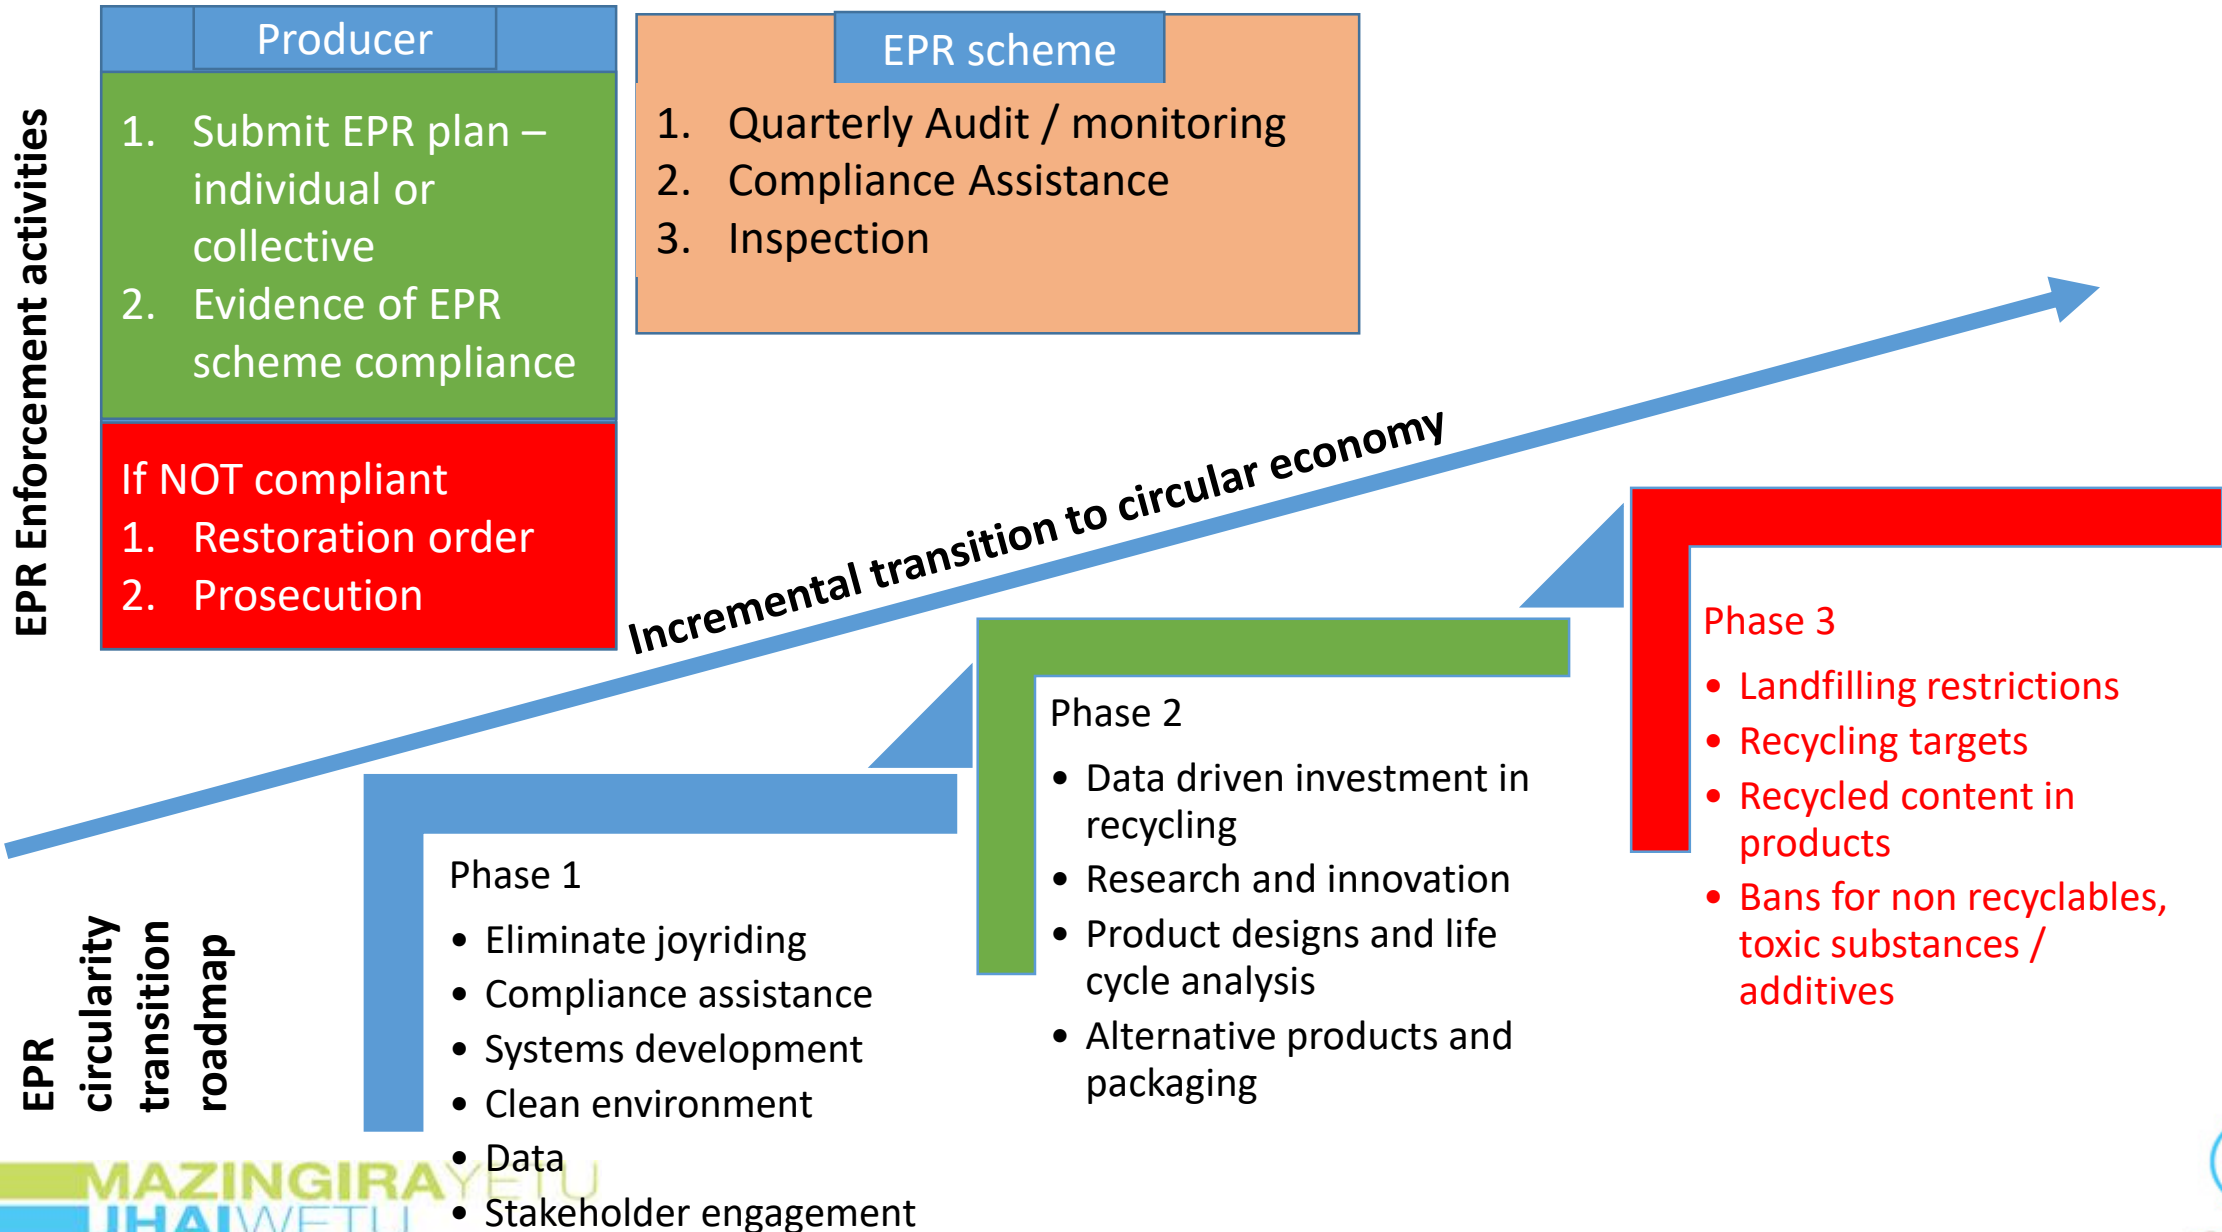 EPR Enforcement activities
Producer
1. Submit EPR plan –
individual or
collective
2. Evidence of EPR
scheme compliance
If NOT compliant
1. Restoration order
2. Prosecution
EPR scheme
1. Quarterly Audit / monitoring
2. Compliance Assistance
3. Inspection
Incremental transition to circular economy
EPR
circularity
transition
roadmap
Phase 1
• Eliminate joyriding
• Compliance assistance
• Systems development
• Clean environment
• Data
• Stakeholder engagement
Phase 2
• Data driven investment in
recycling
• Research and innovation
• Product designs and life
cycle analysis
• Alternative products and
packaging
Phase 3
• Landfilling restrictions
• Recycling targets
• Recycled content in
products
• Bans for non recyclables,
toxic substances /
additives
MAZINGIRAYETU
UHAIWETU